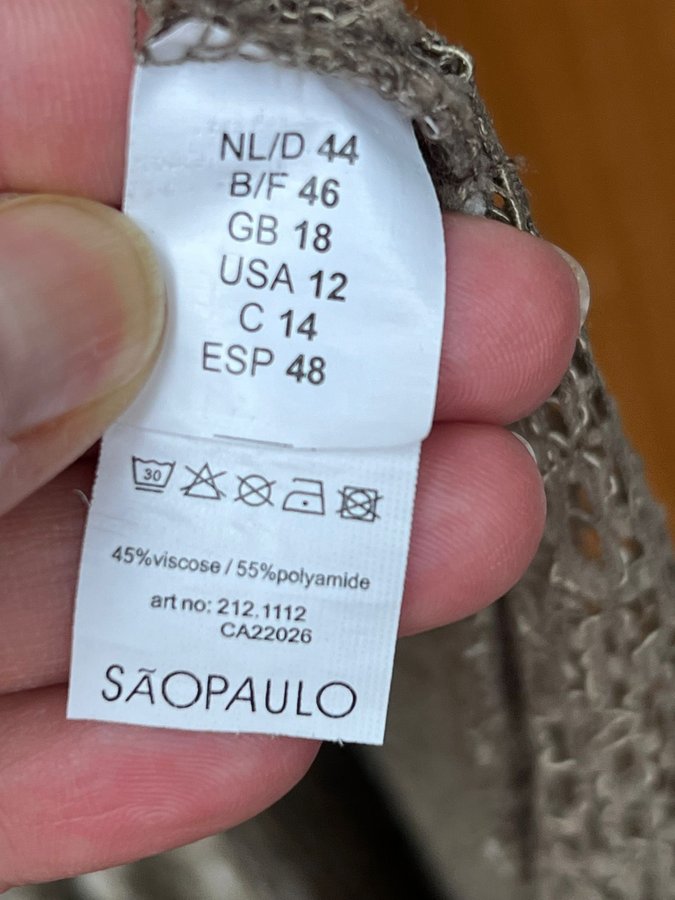 NL/D 44
B/F 46
GB 18
USA 12
C 14
ESP 48
30
45%viscose / 55%polyamide
art no: 212.1112
CA22026
SÃOPAULO